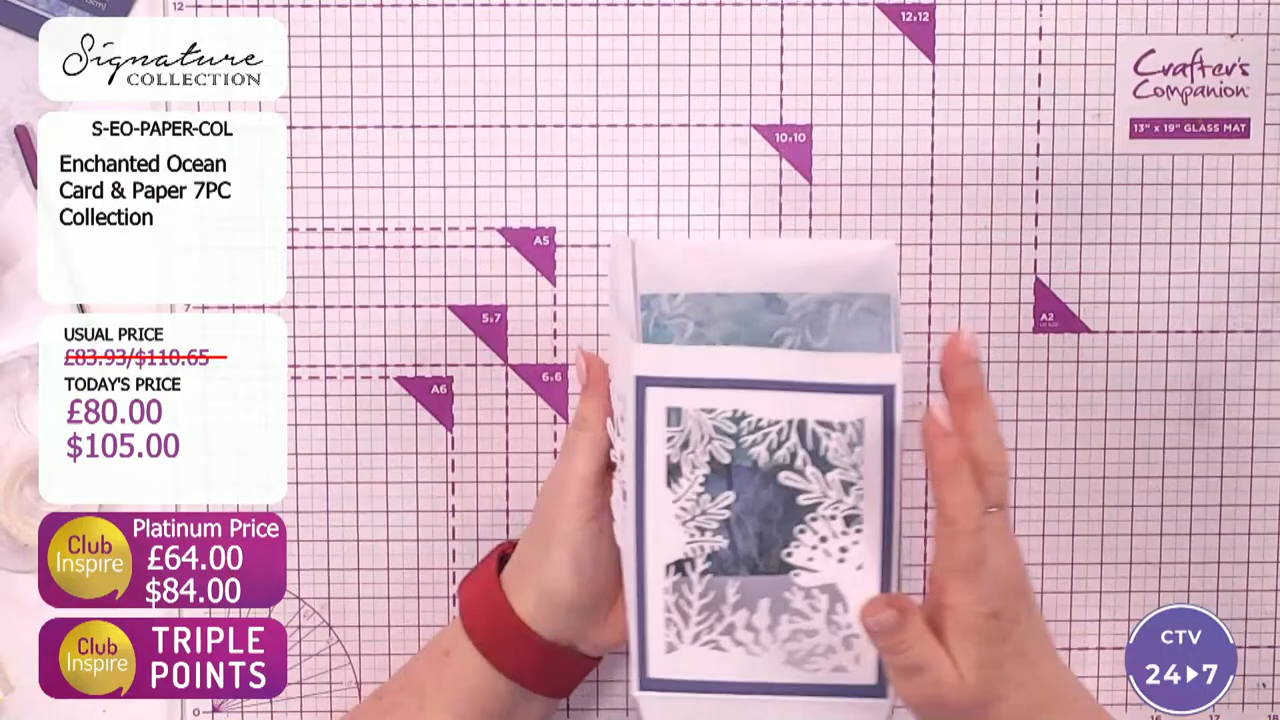 Signature
COLLECTION
S-EO-PAPER-COL
Enchanted Ocean
Card & Paper 7PC
Collection
USUAL PRICE
£83.93/$110.65
TODAY'S PRICE
£80.00
$105.00
Club
Inspire
Platinum Price
£64.00
$84.00
Club
Inspire
TRIPLE
POINTS
12
12x12
10x10
A5
7
5x7
6x6
A6
A2
0
Crafter's
Companion
13" x 19" GLASS MAT
CTV
24▶7